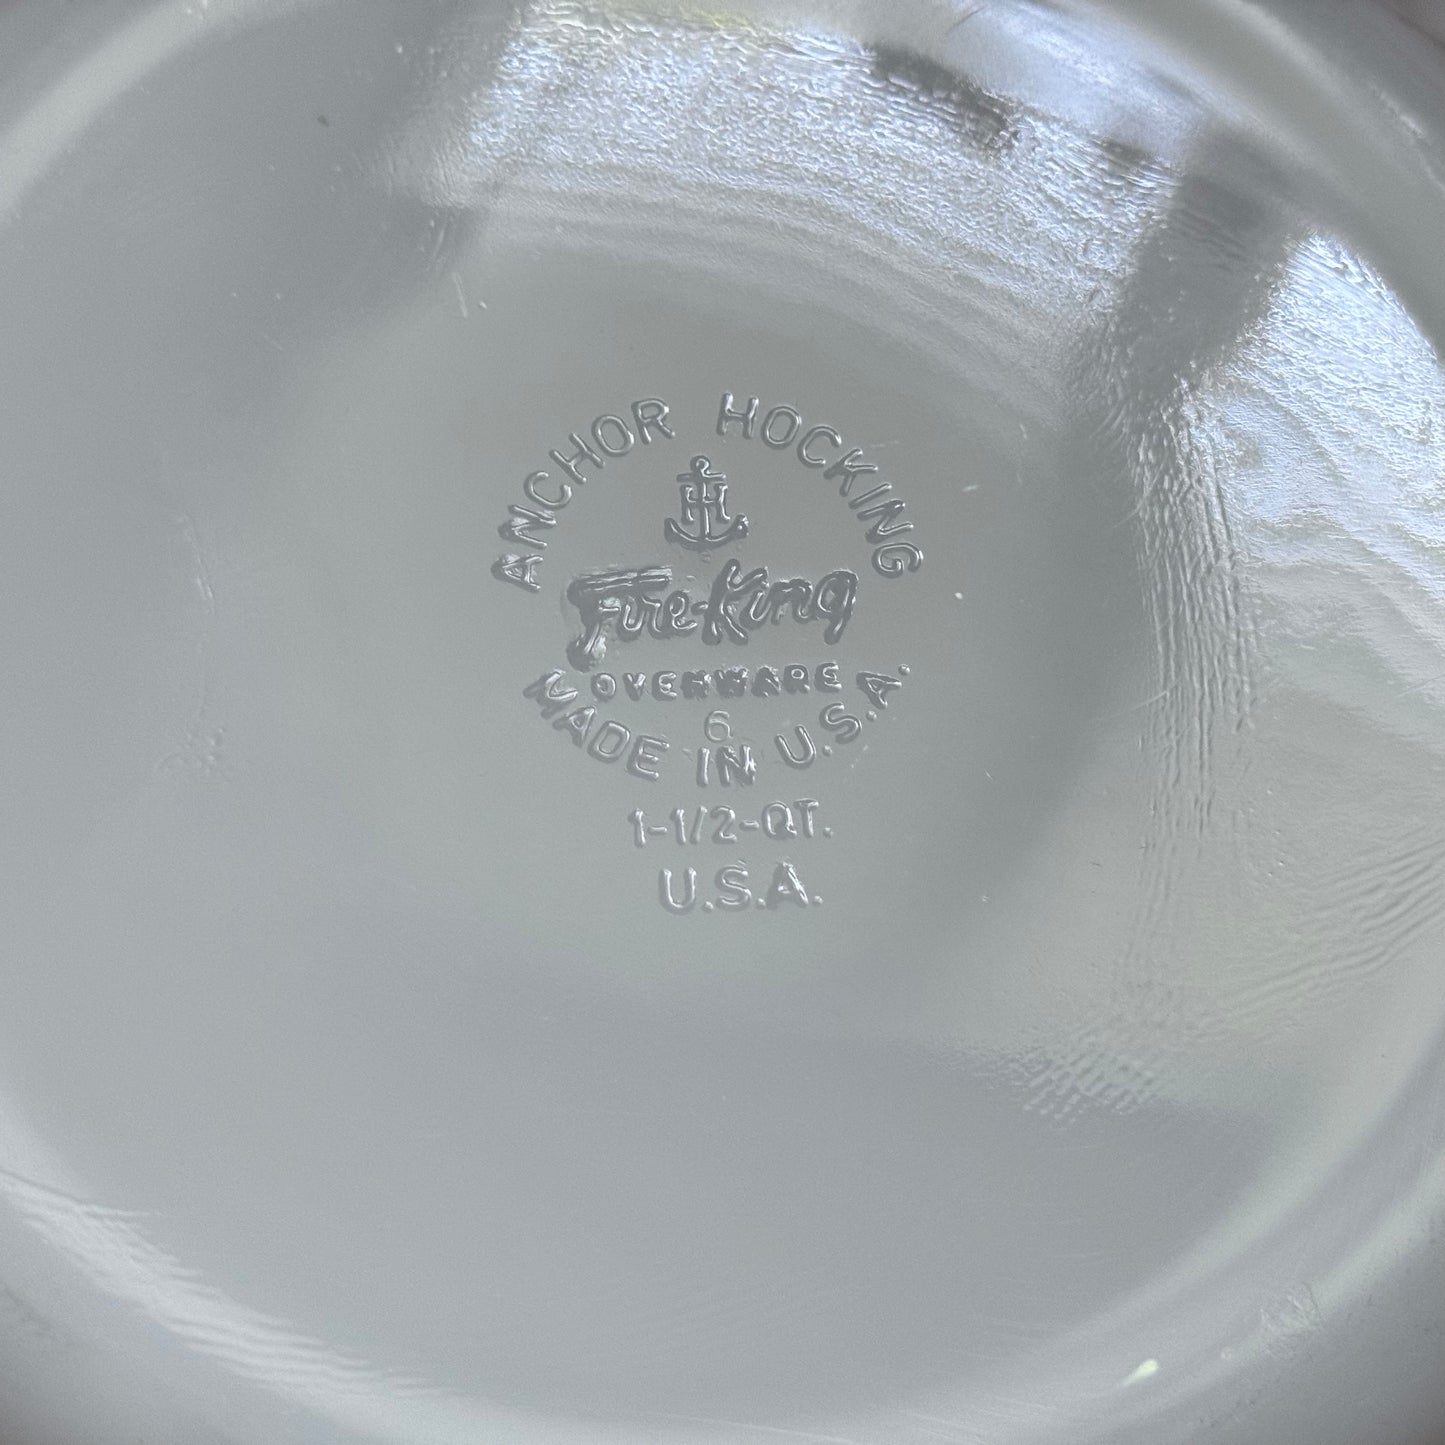 ANCHOR HOCKING
H
Fire-King
OVENWARE
6
MADE IN U.S.A.
1-1/2-QT.
U.S.A.